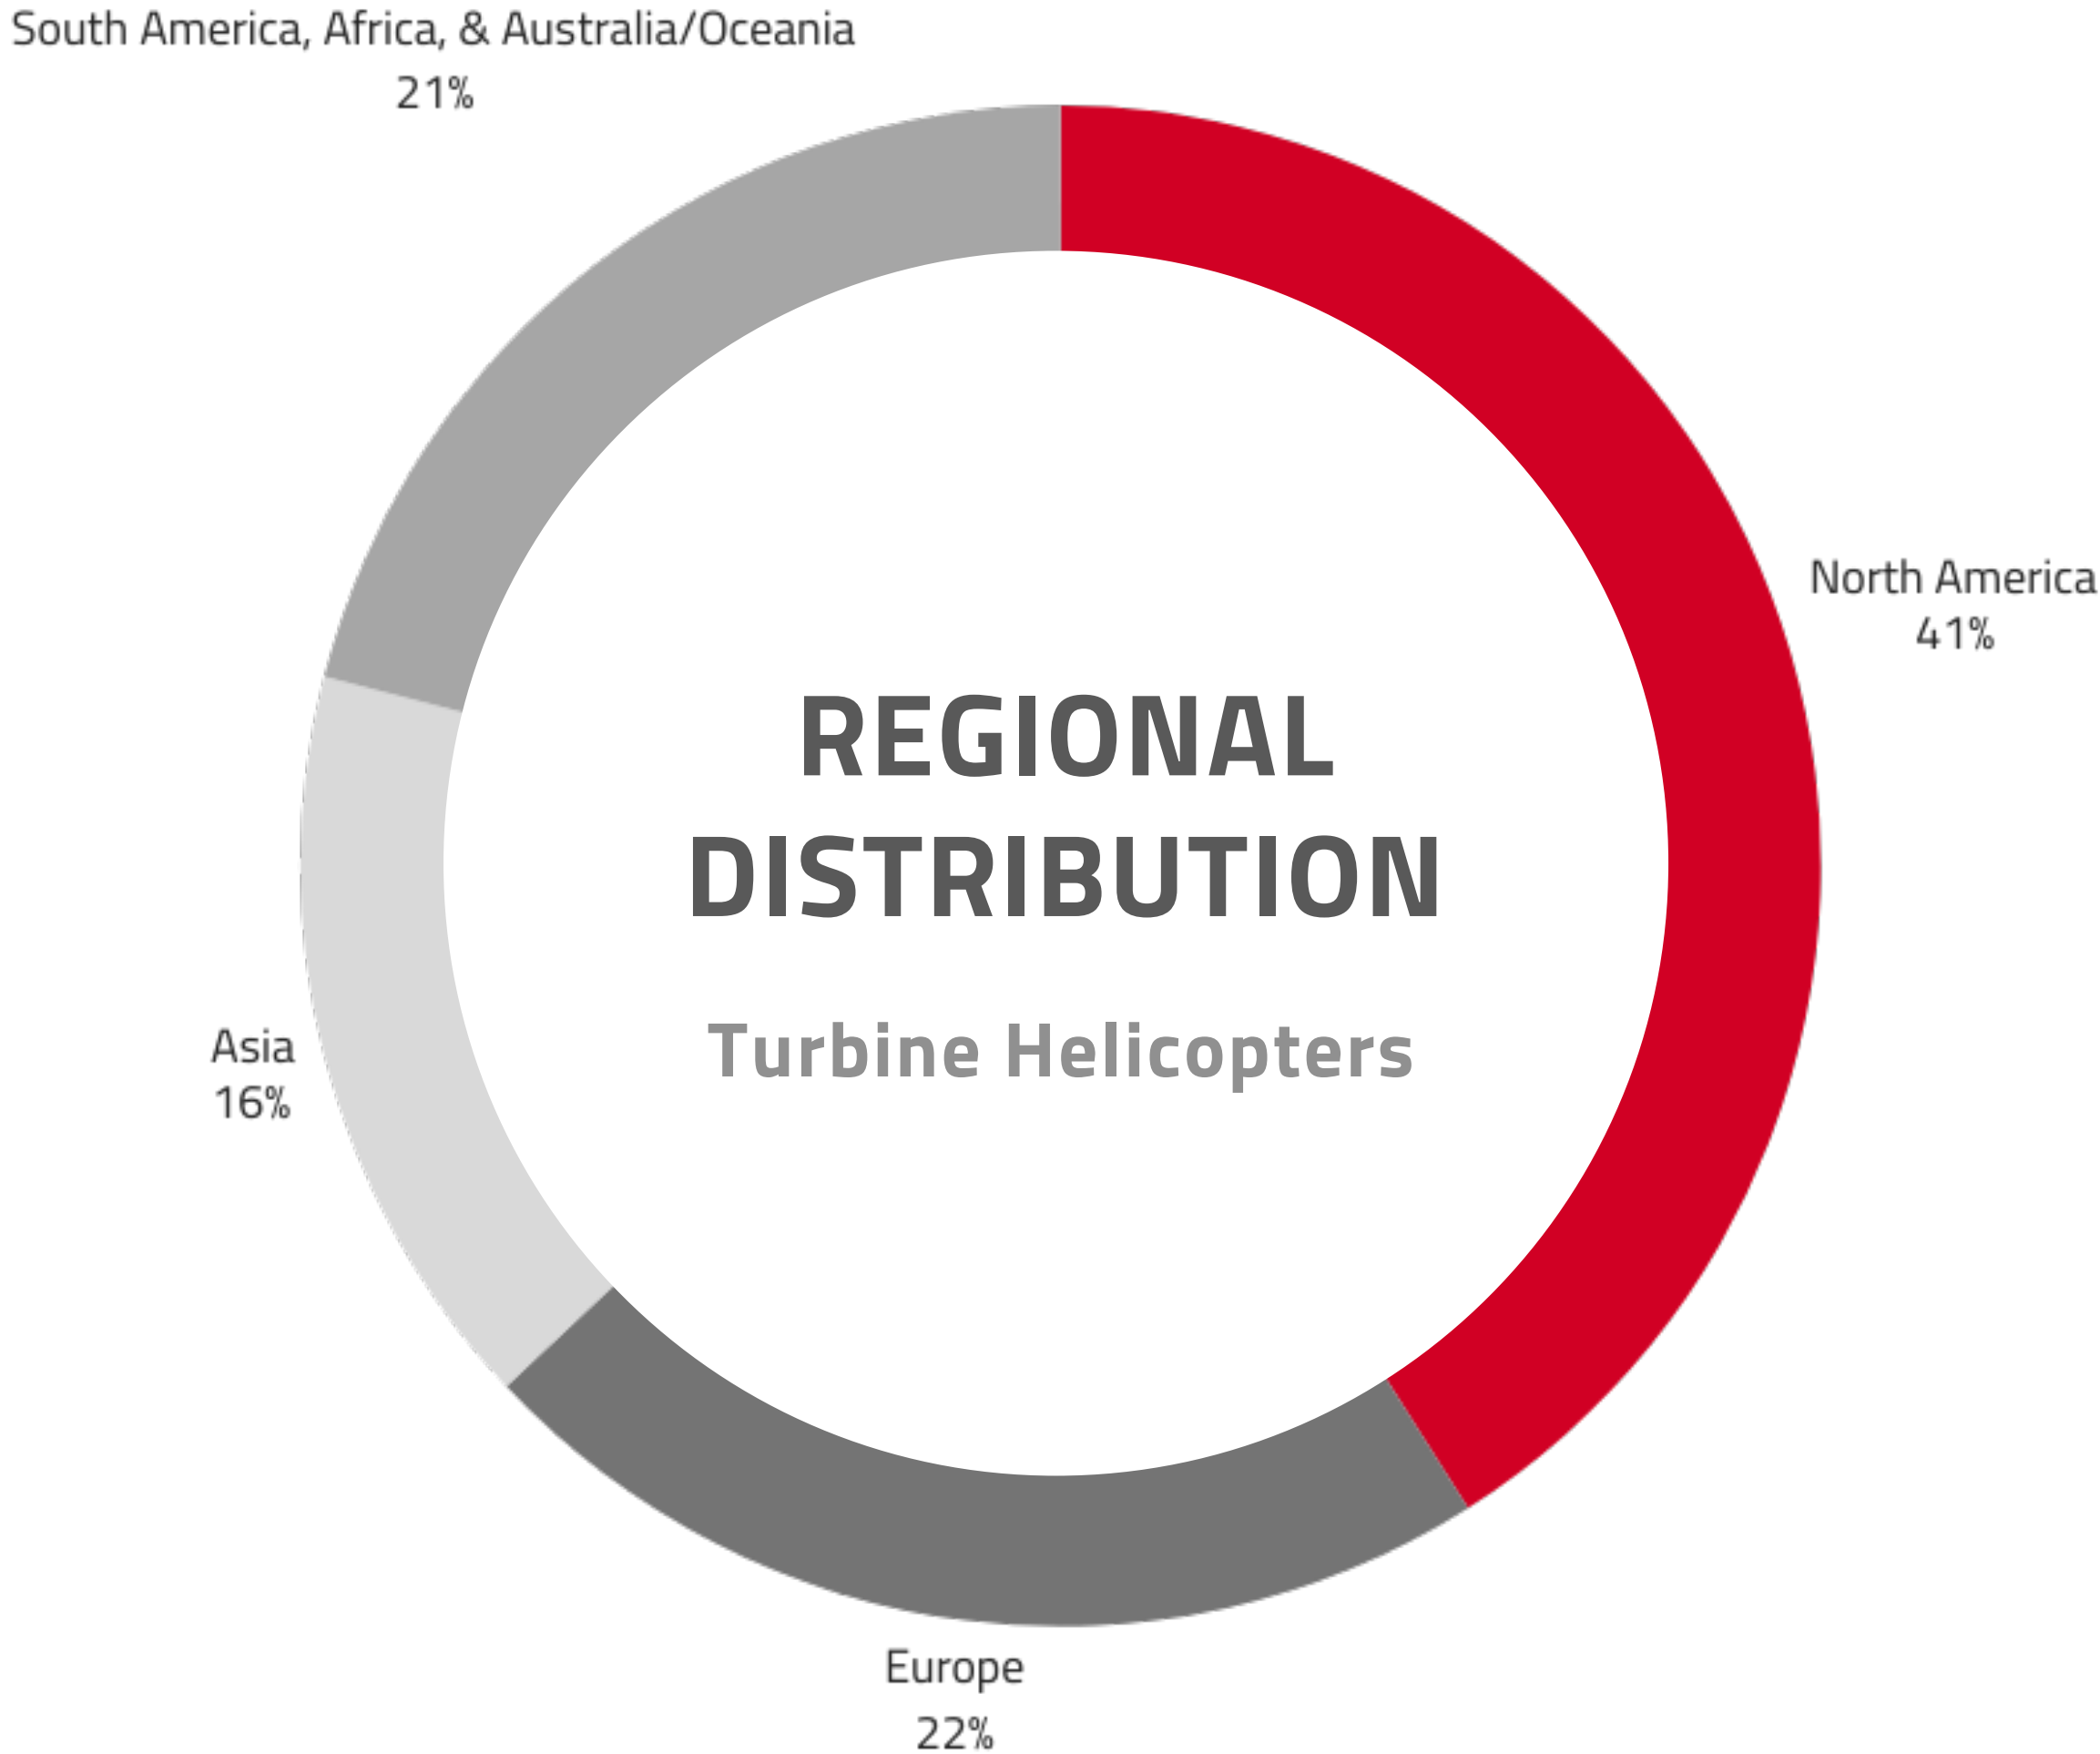 South America, Africa, & Australia/Oceania
21%
North America
41%
REGIONAL
DISTRIBUTION
Turbine Helicopters
Asia
16%
Europe
22%